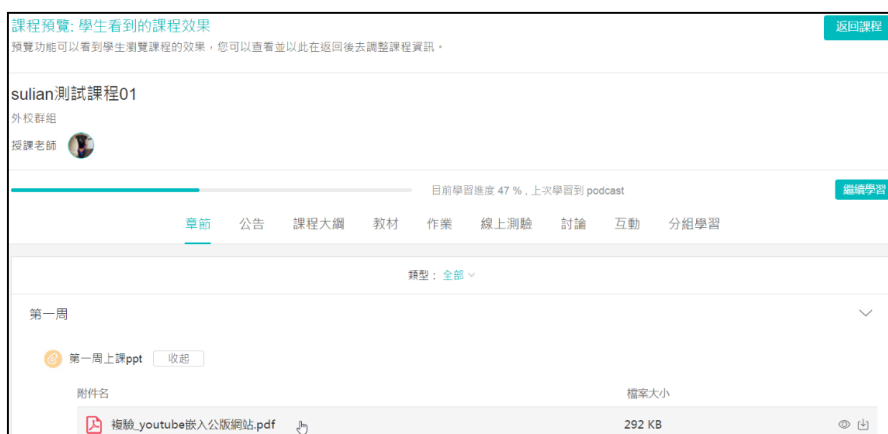 課程預覽: 學生看到的課程效果
返回課程
預覽功能可以看到學生瀏覽課程的效果，您可以查看並以此在返回後去調整課程資訊。
sulian測試課程01
外校群組
授課老師
目前學習進度 47 % , 上次學習到 podcast
繼續學習
章節 公告 課程大綱 教材 作業 線上測驗 討論 互動 分組學習
類型： 全部
第一周
第一周上課ppt 收起
附件名 檔案大小
複驗_youtube嵌入公版網站.pdf 292 KB